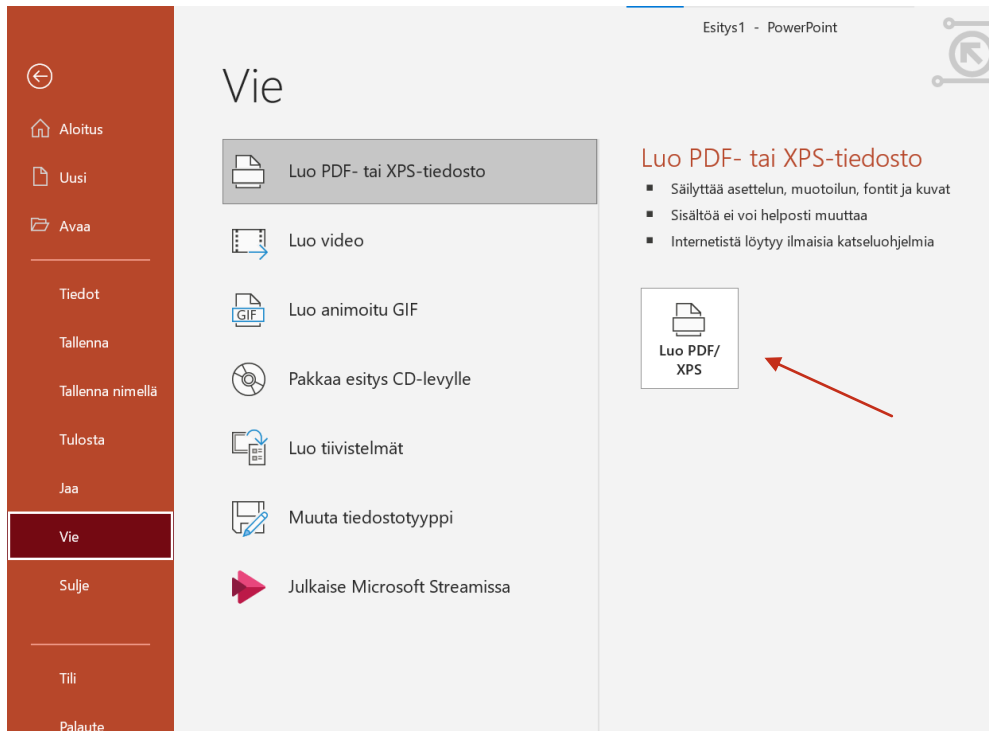 Esitys1 - PowerPoint
Vie
Aloitus
Uusi
Avaa
Tiedot
Tallenna
Tallenna nimellä
Tulosta
Jaa
Vie
Sulje
Tili
Palaute
Luo PDF- tai XPS-tiedosto
Luo video
GIF
Luo animoitu GIF
Pakkaa esitys CD-levylle
Luo tiivistelmät
Muuta tiedostotyyppi
Julkaise Microsoft Streamissa
Luo PDF- tai XPS-tiedosto
Säilyttää asettelun, muotoilun, fontit ja kuvat
Sisältöä ei voi helposti muuttaa
Internetistä löytyy ilmaisia katseluohjelmia
Luo PDF/
XPS